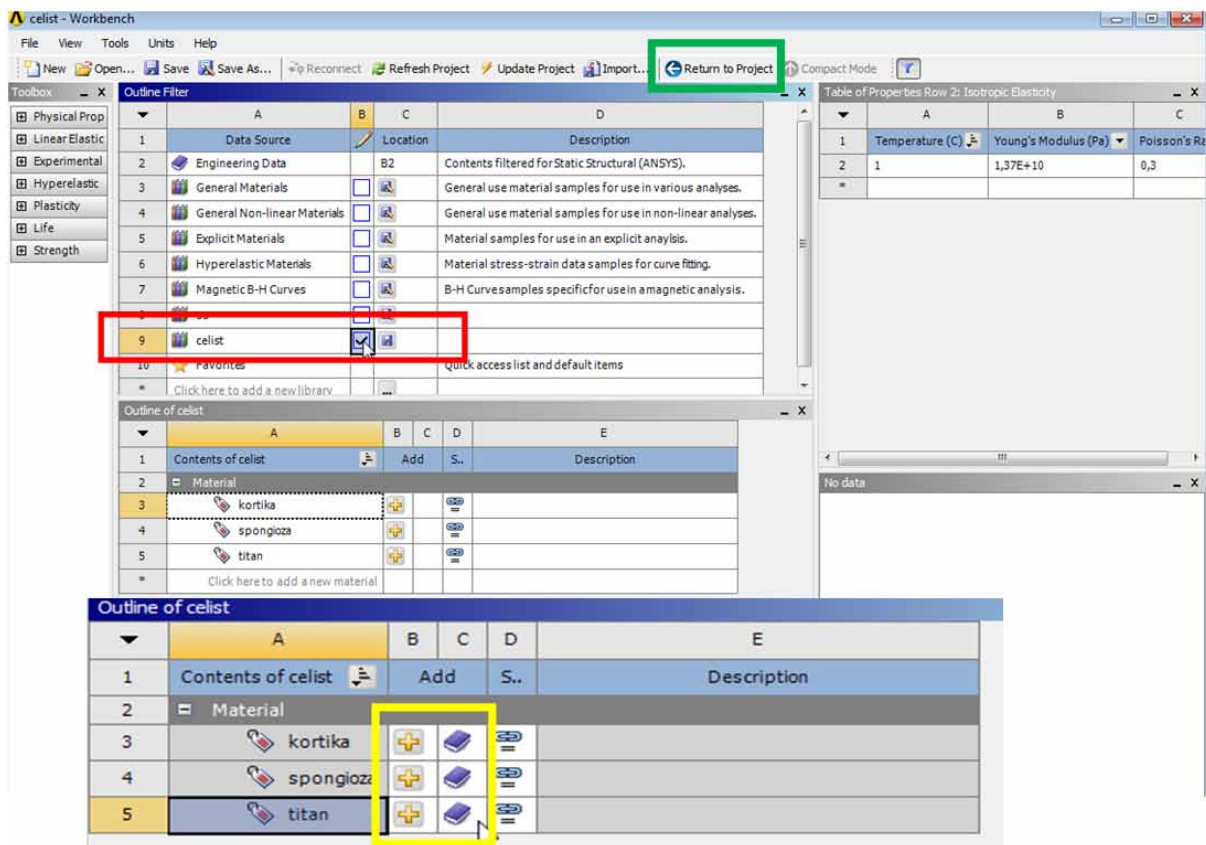 celist - Workbench
File View Tools Units Help
New Open... Save Save As... Reconnect Refresh Project Update Project Import... Return to Project Compact Mode
Toolbox
Physical Prop
Linear Elastic
Experimental
Hyperelastic
Plasticity
Life
Strength
Outline Filter
A B C D
1 Data Source Location Description
2 Engineering Data B2 Contents filtered for Static Structural (ANSYS).
3 General Materials General use material samples for use in various analyses.
4 General Non-linear Materials General use material samples for use in non-linear analyses.
5 Explicit Materials Material samples for use in an explicit anaylsis.
6 Hyperelastic Materials Material stress-strain data samples for curve fitting.
7 Magnetic B-H Curves B-H Curve samples specific for use in a magnetic analysis.
9 celist
10 Favorites Quick access list and default items
* Click here to add a new library ...
Table of Properties Row 2: Isotropic Elasticity
A B C
1 Temperature (C) Young's Modulus (Pa) Poisson's Ra
2 1 1,37E+10 0,3
*
Outline of celist
A B C D E
1 Contents of celist Add S.. Description
2 Material
3 kortika
4 spongioza
5 titan
* Click here to add a new material
No data
Outline of celist
A B C D E
1 Contents of celist Add S.. Description
2 Material
3 kortika
4 spongioza
5 titan